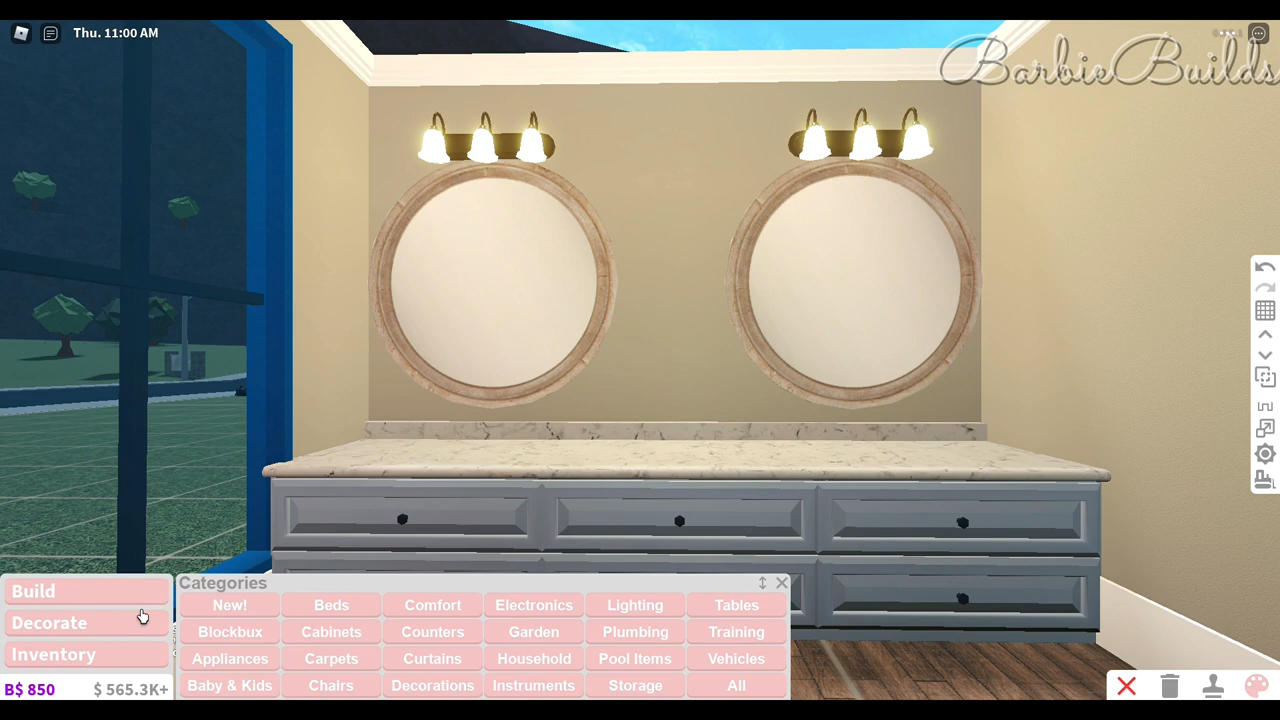 Thu. 11:00 AM
BarbieBuilds
Build
Decorate
Inventory
B$ 850 $ 565.3K+
Categories
New! Beds Comfort Electronics Lighting Tables
Blockbux Cabinets Counters Garden Plumbing Training
Appliances Carpets Curtains Household Pool Items Vehicles
Baby & Kids Chairs Decorations Instruments Storage All